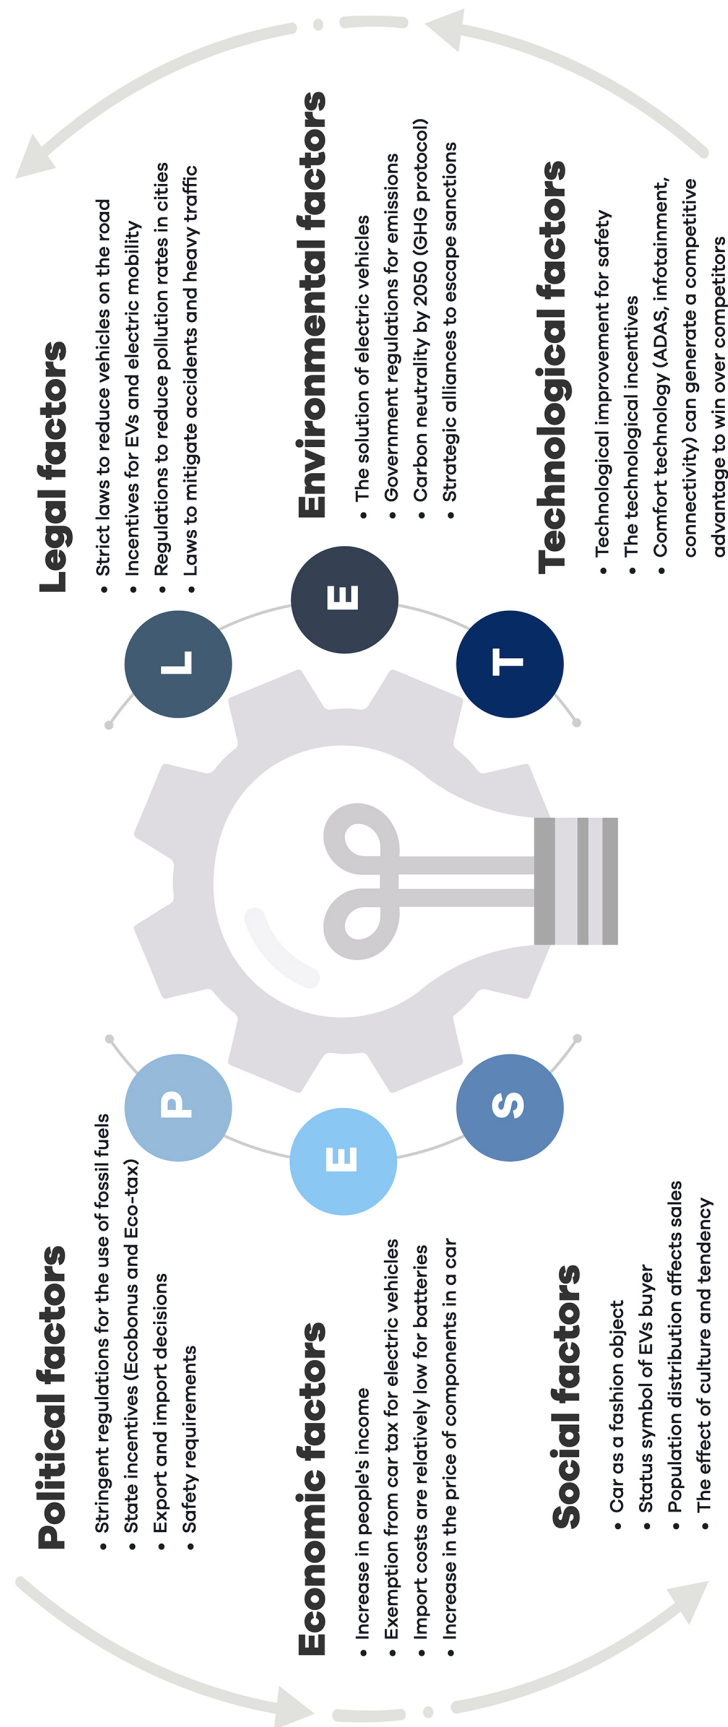 Political factors
• Stringent regulations for the use of fossil fuels
• State incentives (Ecobonus and Eco-tax)
• Export and import decisions
• Safety requirements
P
Economic factors
• Increase in people's income
• Exemption from car tax for electric vehicles
• Import costs are relatively low for batteries
• Increase in the price of components in a car
E
Social factors
• Car as a fashion object
• Status symbol of EVs buyer
• Population distribution affects sales
• The effect of culture and tendency
S
L
Legal factors
• Strict laws to reduce vehicles on the road
• Incentives for EVs and electric mobility
• Regulations to reduce pollution rates in cities
• Laws to mitigate accidents and heavy traffic
E
Environmental factors
• The solution of electric vehicles
• Government regulations for emissions
• Carbon neutrality by 2050 (GHG protocol)
• Strategic alliances to escape sanctions
T
Technological factors
• Technological improvement for safety
• The technological incentives
• Comfort technology (ADAS, infotainment,
connectivity) can generate a competitive
advantage to win over competitors